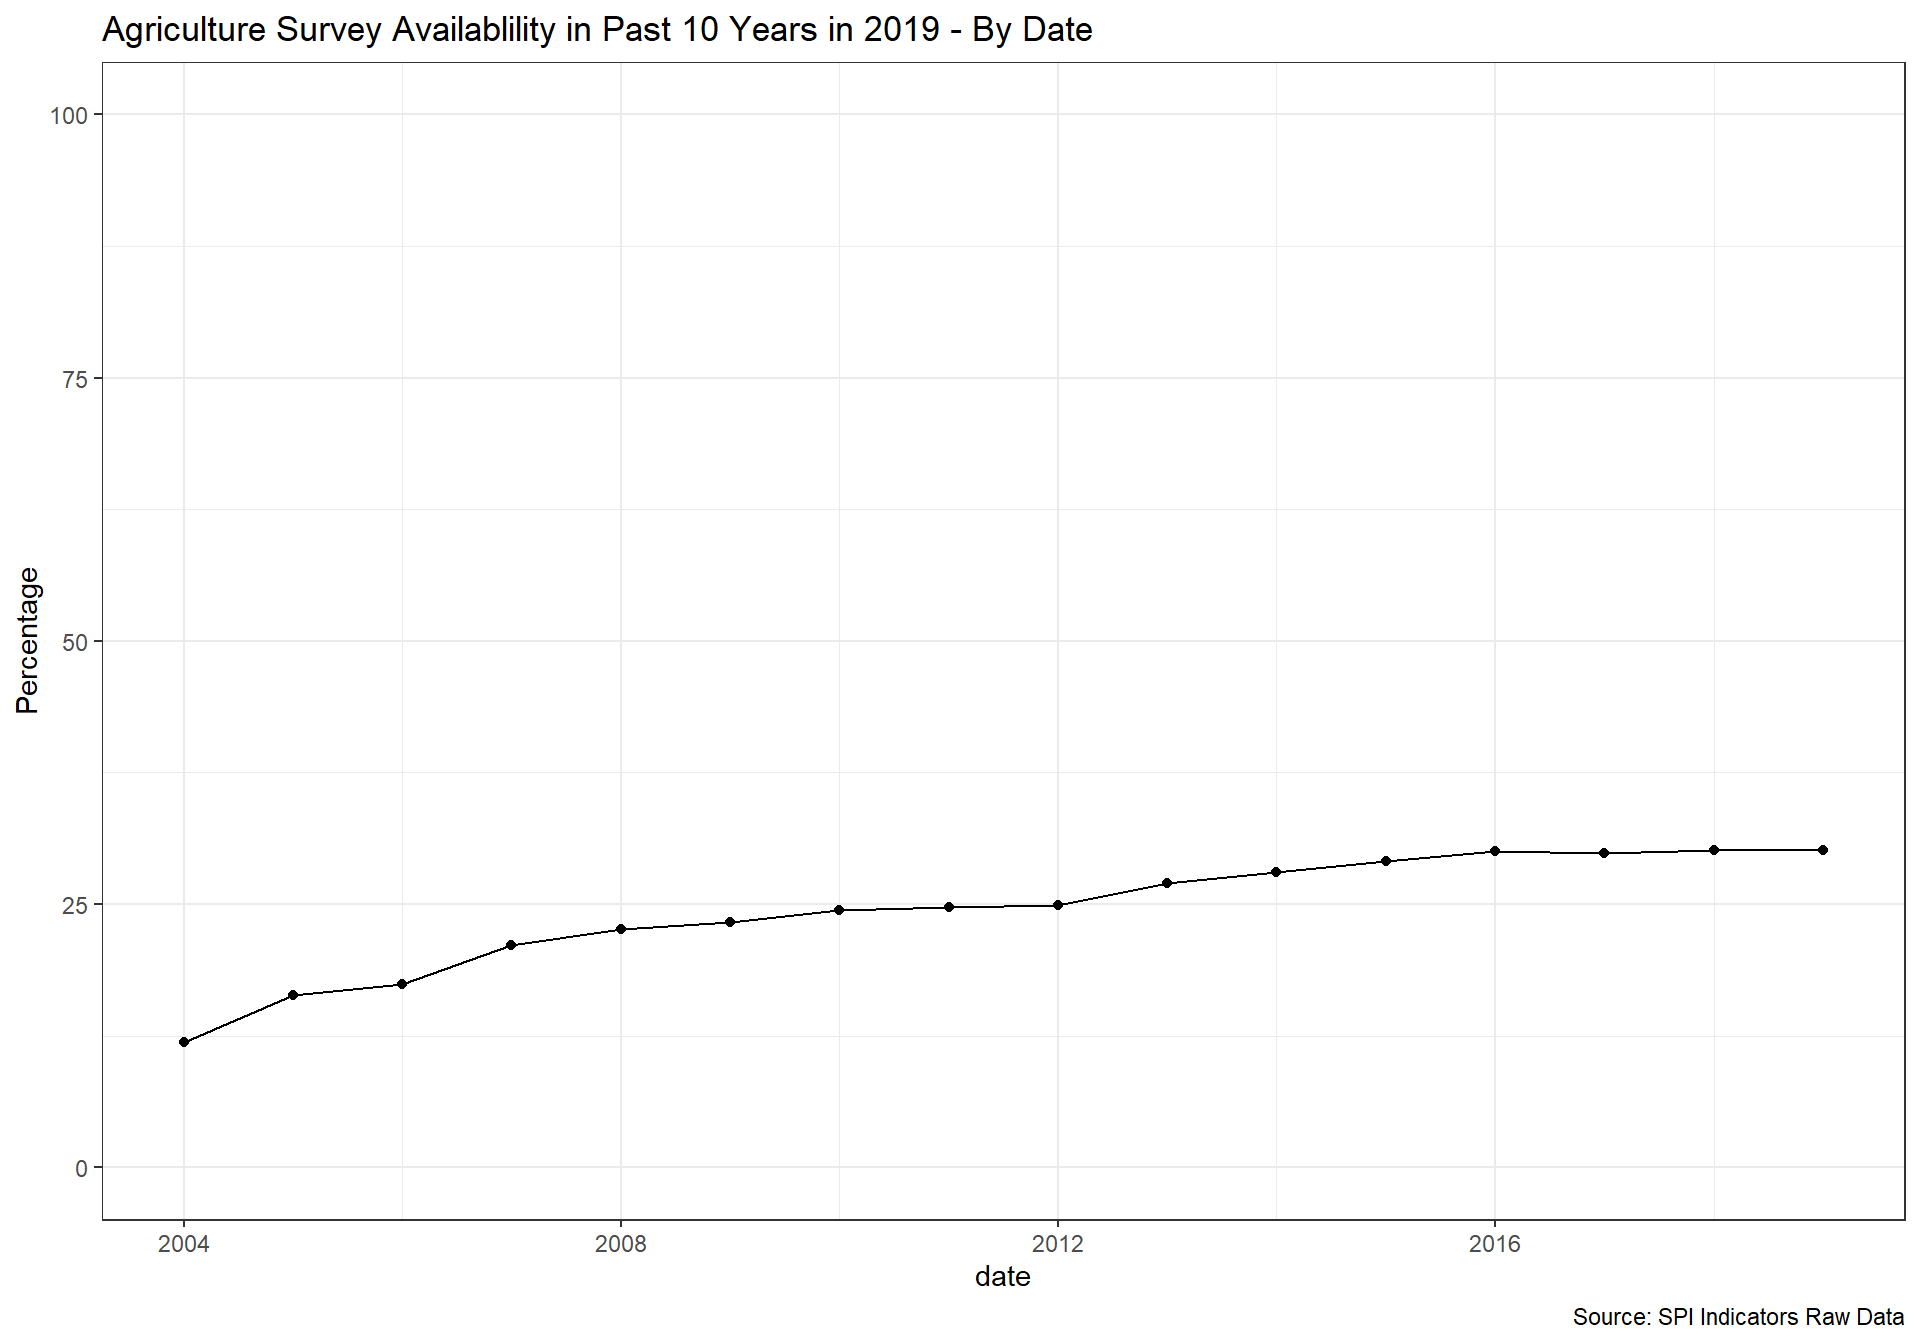 Agriculture Survey Availablility in Past 10 Years in 2019 - By Date
100
75
50
25
0
Percentage
2004 2008 2012 2016
date
Source: SPI Indicators Raw Data